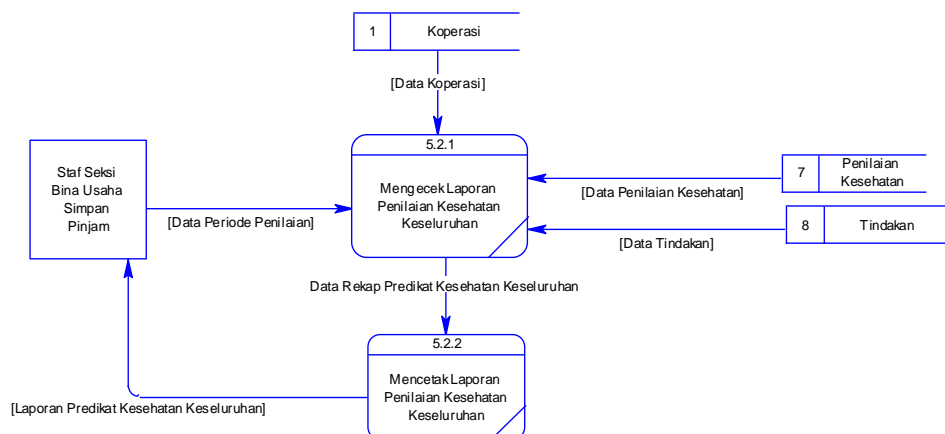 1
Koperasi
[Data Koperasi]
5.2.1
Mengecek Laporan
Penilaian Kesehatan
Keseluruhan
Staf Seksi
Bina Usaha
Simpan
Pinjam
[Data Periode Penilaian]
7
Penilaian
Kesehatan
[Data Penilaian Kesehatan]
8
Tindakan
[Data Tindakan]
Data Rekap Predikat Kesehatan Keseluruhan
5.2.2
Mencetak Laporan
Penilaian Kesehatan
Keseluruhan
[Laporan Predikat Kesehatan Keseluruhan]